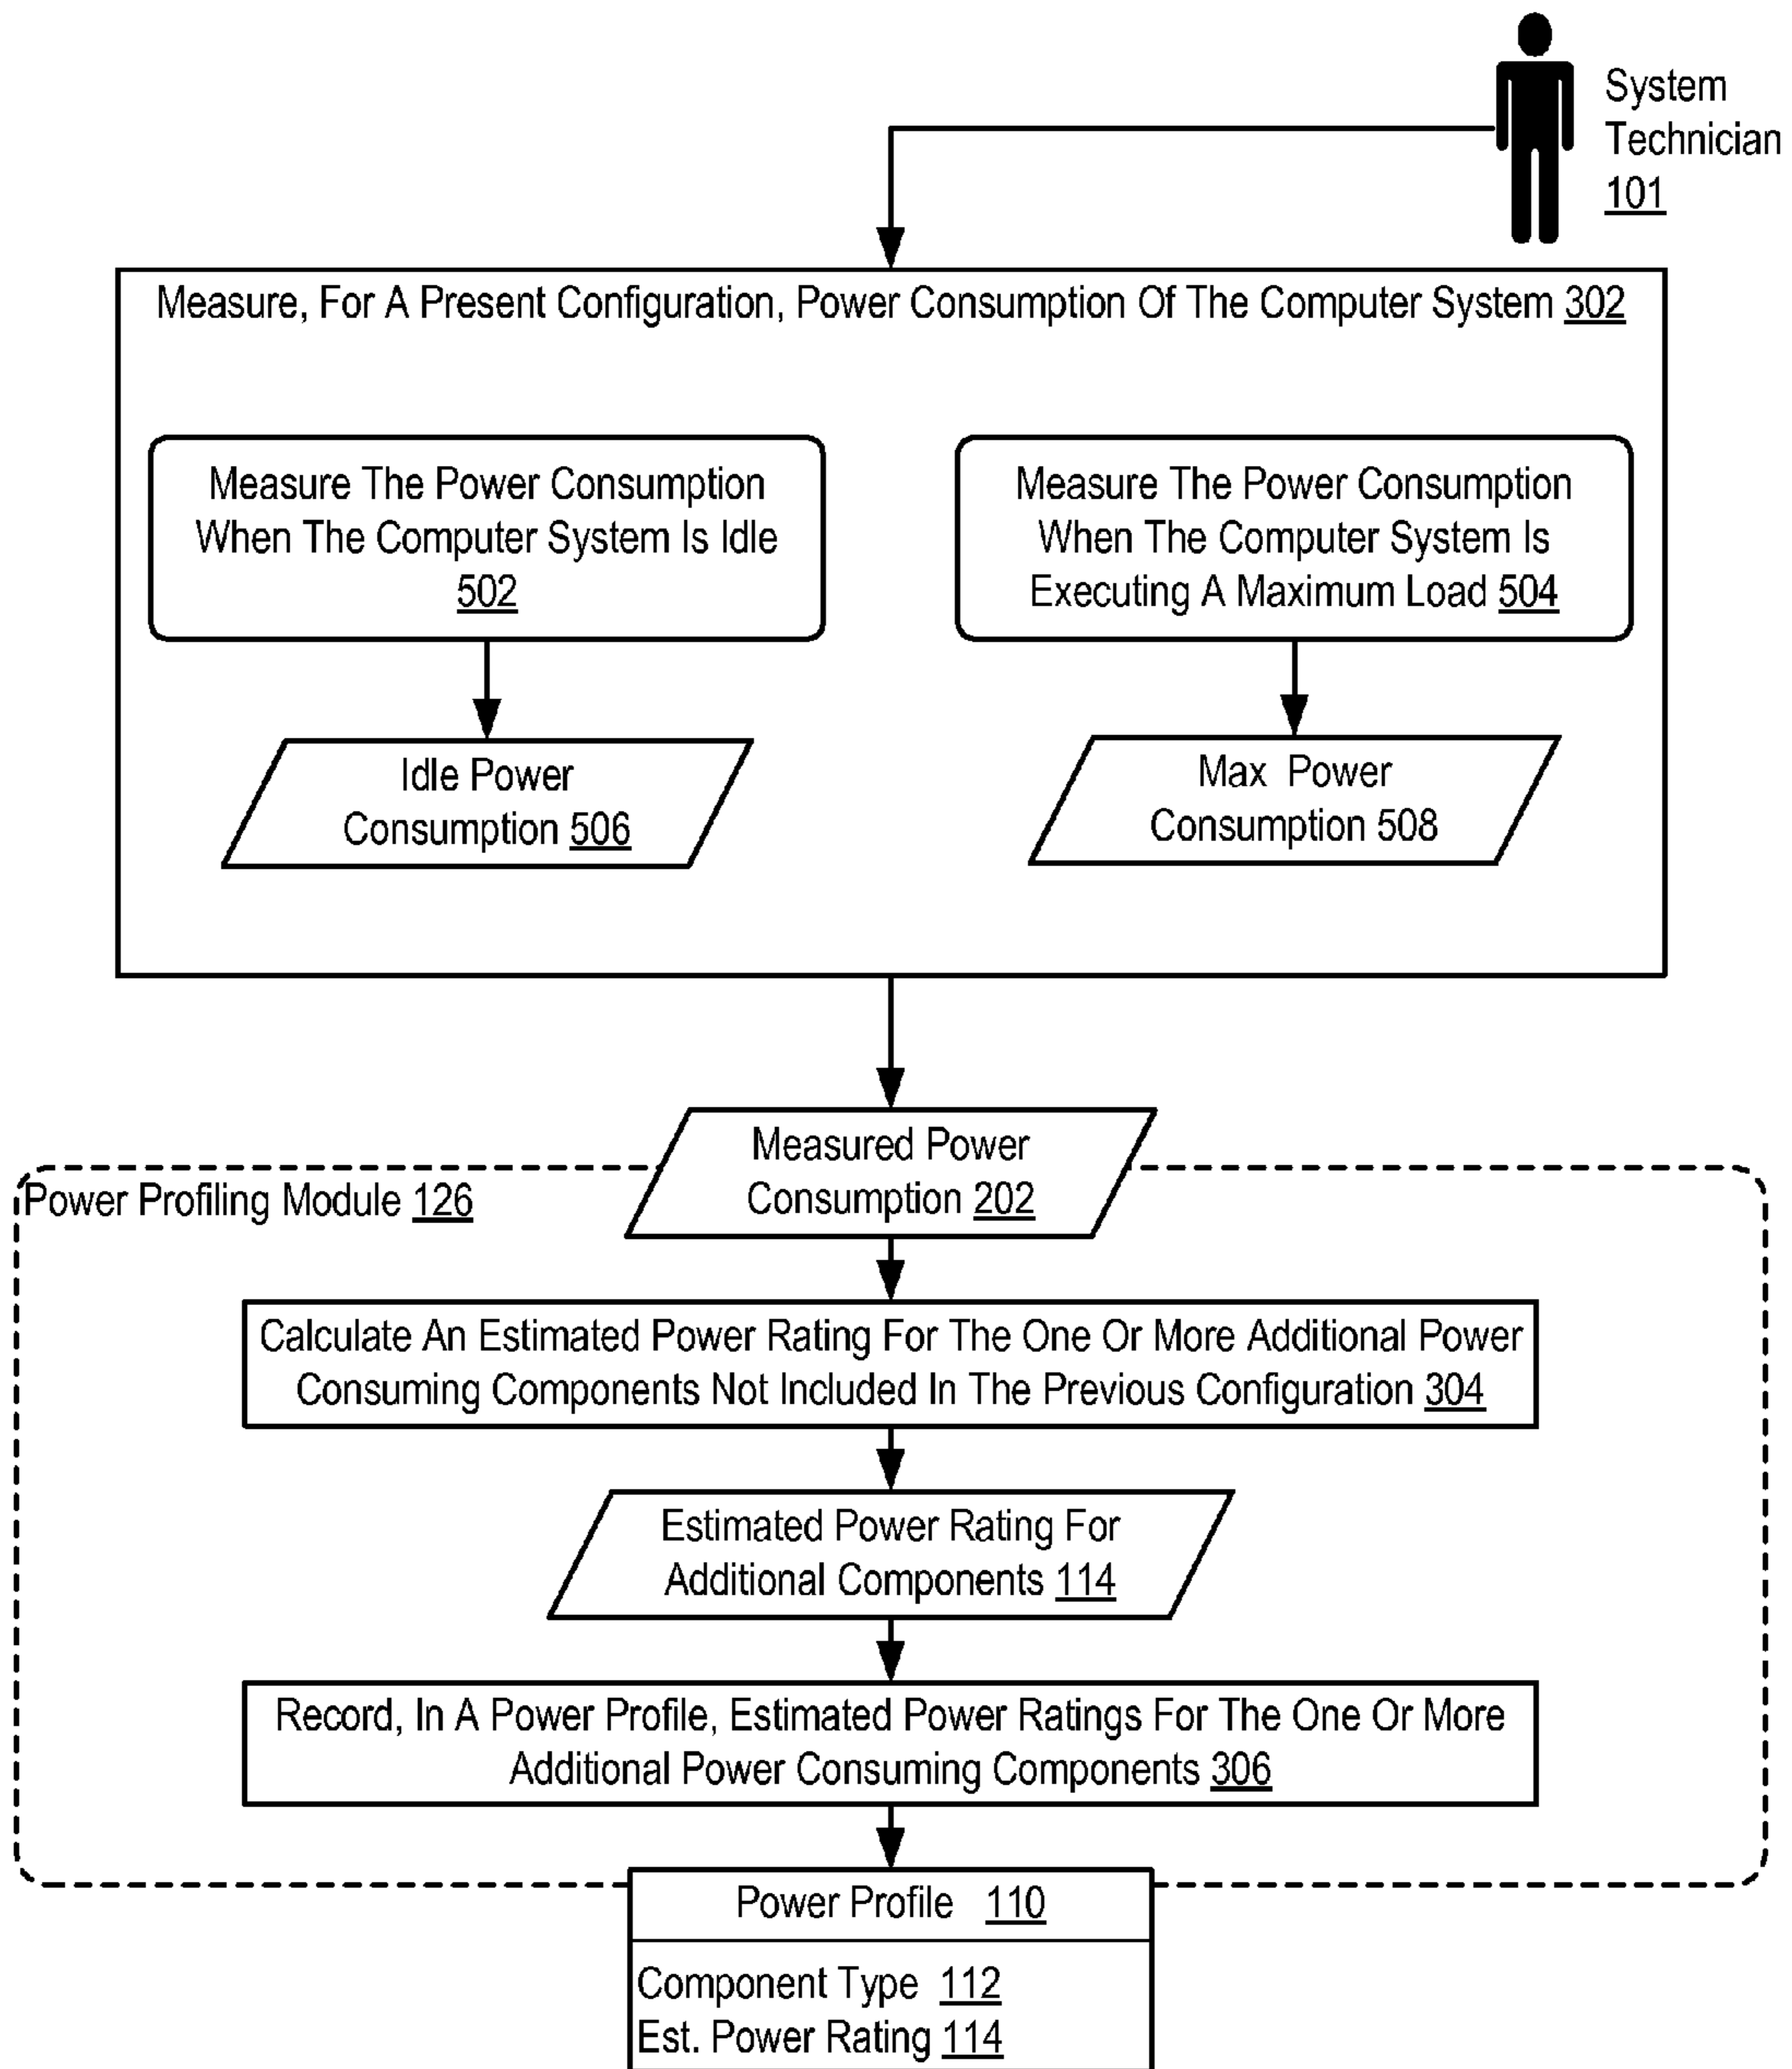 System
Technician
101
Measure, For A Present Configuration, Power Consumption Of The Computer System 302
Measure The Power Consumption
When The Computer System Is Idle
502
Measure The Power Consumption
When The Computer System Is
Executing A Maximum Load 504
Idle Power
Consumption 506
Max Power
Consumption 508
Measured Power
Consumption 202
Power Profiling Module 126
Calculate An Estimated Power Rating For The One Or More Additional Power
Consuming Components Not Included In The Previous Configuration 304
Estimated Power Rating For
Additional Components 114
Record, In A Power Profile, Estimated Power Ratings For The One Or More
Additional Power Consuming Components 306
Power Profile 110
Component Type 112
Est. Power Rating 114